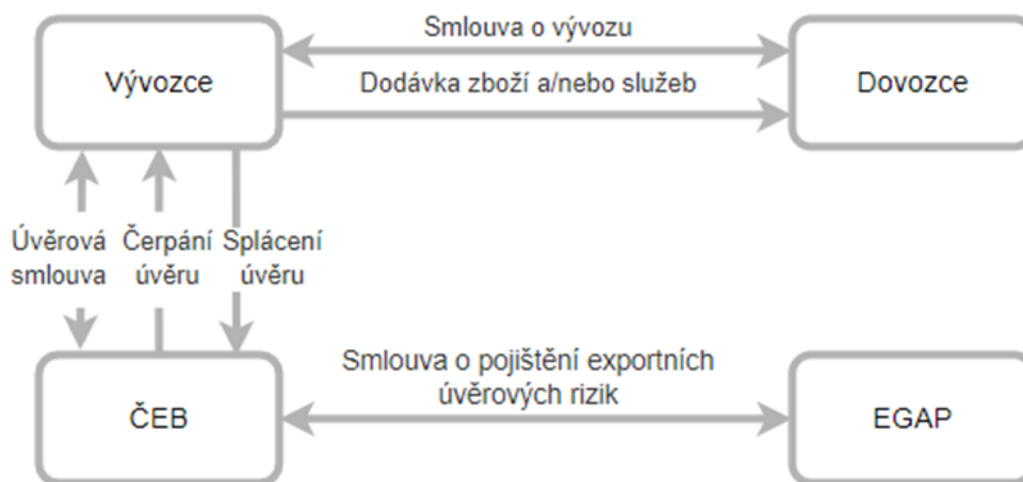 Smlouva o vývozu
Vývozce
Dovozce
Dodávka zboží a/nebo služeb
Úvěrová
smlouva
Čerpání
úvěru
Splácení
úvěru
Smlouva o pojištění exportních
úvěrových rizik
ČEB
EGAP